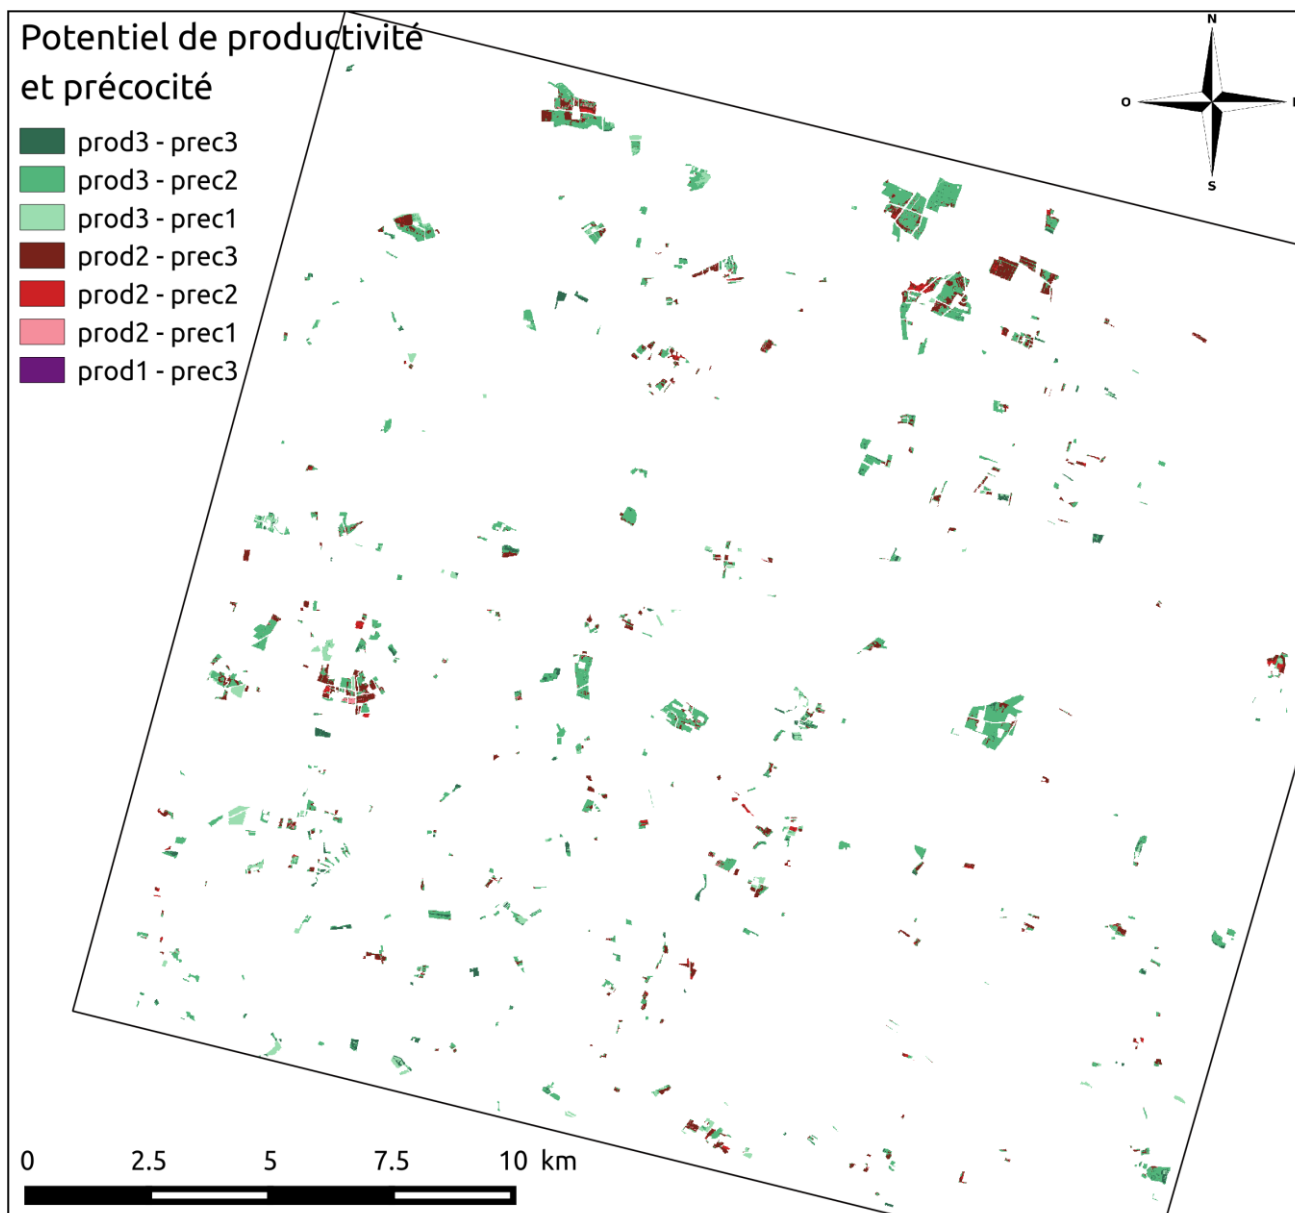 Potentiel de productivité
et précocité
prod3 - prec3
prod3 - prec2
prod3 - prec1
prod2 - prec3
prod2 - prec2
prod2 - prec1
prod1 - prec3
N
O
S
0 2.5 5 7.5 10 km